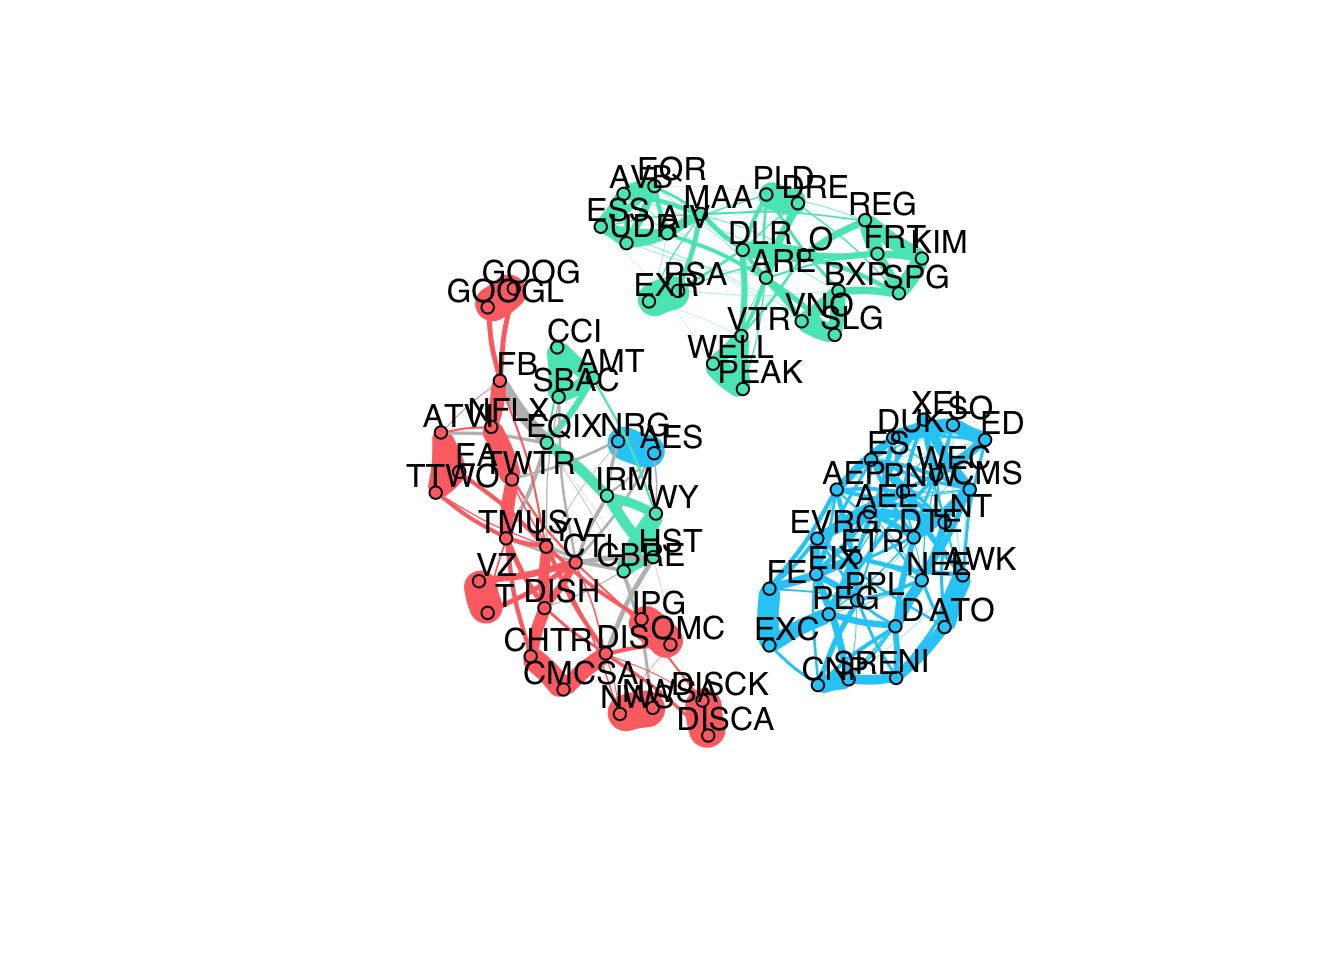 EQR
AVB
PLD
DRE
MAA
ESS
AIV
UDR
REG
DLR
O
FRT
KIM
ARE
PSA
EXR
BXP
SPG
VNO
SLG
VTR
WELL
PEAK
GOOG
GOOGL
CCI
AMT
FB
SBAC
ATVI
NFLX
EQIX
NRG
AES
EA
TTWO
TWTR
IRM
WY
TMUS
LYV
CTL
CBRE
HST
VZ
T
DISH
IPG
OMC
CHTR
DIS
CMCSA
NWS
NWSA
DISCK
DISCA
XEL
SO
DUK
ED
ES
WEC
AEP
PNW
CMS
AEE
LNT
EVRG
DTE
ETR
FE
EIX
NEE
AWK
PPL
PEG
D
ATO
EXC
CNP
SRE
NI